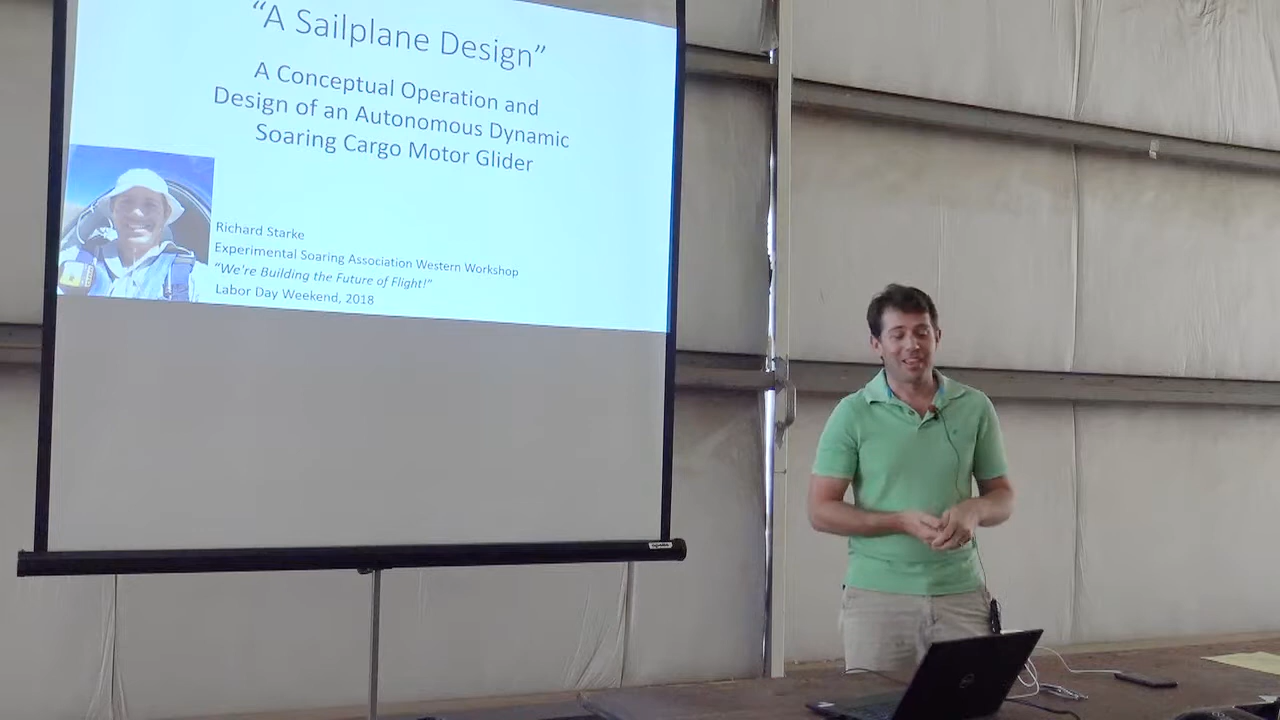 “A Sailplane Design”
A Conceptual Operation and
Design of an Autonomous Dynamic
Soaring Cargo Motor Glider
Richard Starke
Experimental Soaring Association Western Workshop
“We're Building the Future of Flight!”
Labor Day Weekend, 2018